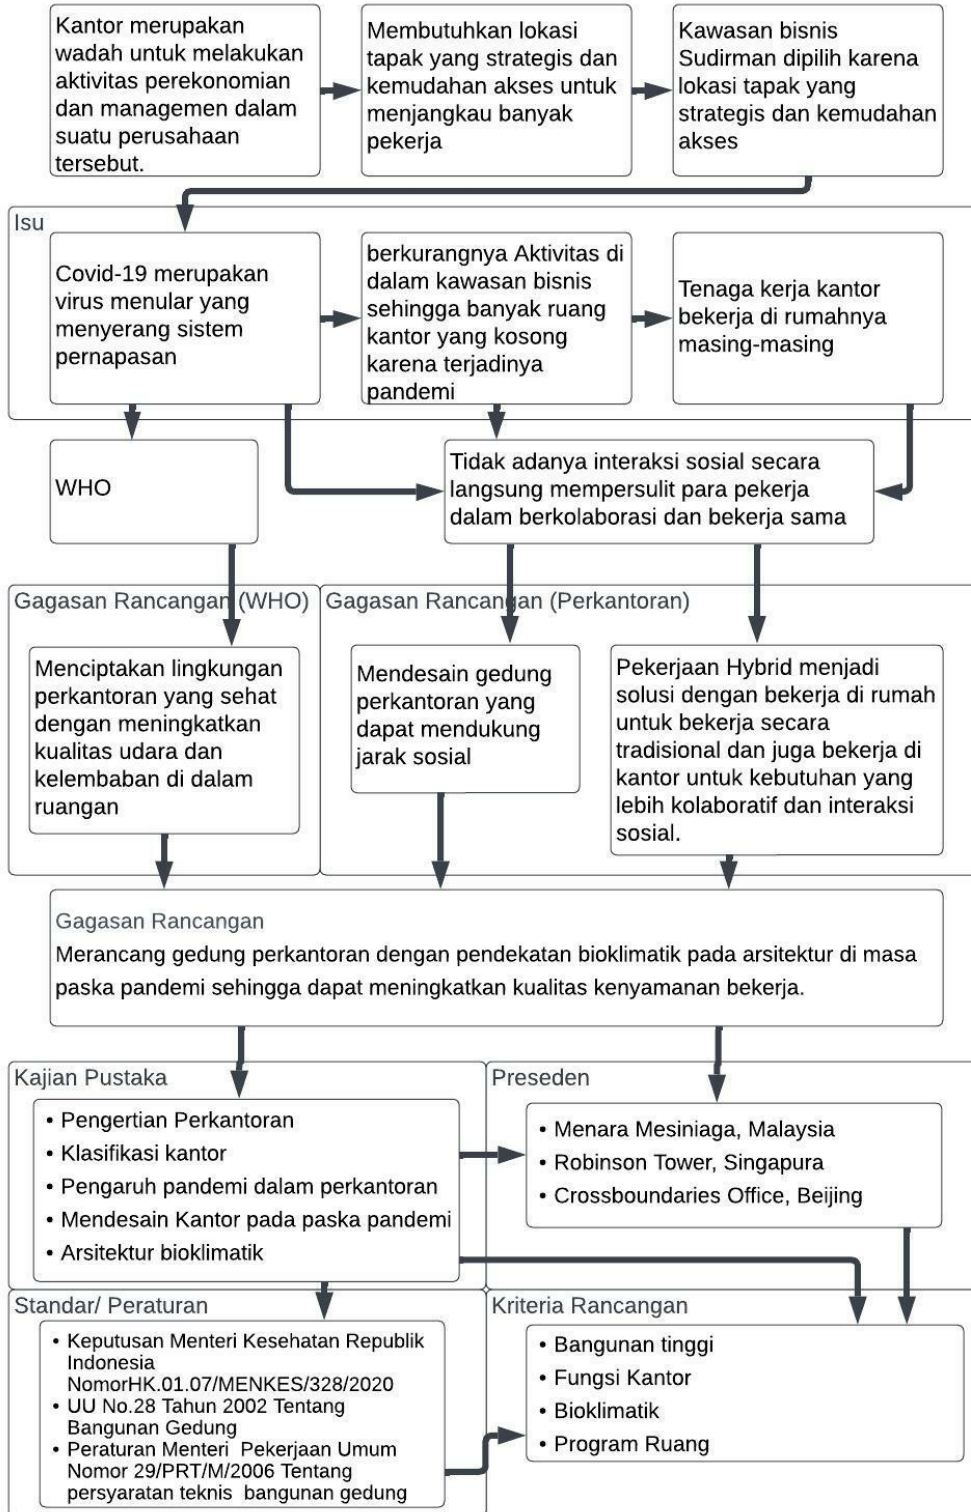 Kantor merupakan
wadah untuk melakukan
aktivitas perekonomian
dan managemen dalam
suatu perusahaan
tersebut.
Membutuhkan lokasi
tapak yang strategis dan
kemudahan akses untuk
menjangkau banyak
pekerja
Kawasan bisnis
Sudirman dipilih karena
lokasi tapak yang
strategis dan kemudahan
akses
Isu
Covid-19 merupakan
virus menular yang
menyerang sistem
pernapasan
berkurangnya Aktivitas di
dalam kawasan bisnis
sehingga banyak ruang
kantor yang kosong
karena terjadinya
pandemi
Tenaga kerja kantor
bekerja di rumahnya
masing-masing
WHO
Tidak adanya interaksi sosial secara
langsung mempersulit para pekerja
dalam berkolaborasi dan bekerja sama
Gagasan Rancangan (WHO)
Menciptakan lingkungan
perkantoran yang sehat
dengan meningkatkan
kualitas udara dan
kelembaban di dalam
ruangan
Gagasan Rancangan (Perkantoran)
Mendesain gedung
perkantoran yang
dapat mendukung
jarak sosial
Pekerjaan Hybrid menjadi
solusi dengan bekerja di rumah
untuk bekerja secara
tradisional dan juga bekerja di
kantor untuk kebutuhan yang
lebih kolaboratif dan interaksi
sosial.
Gagasan Rancangan
Merancang gedung perkantoran dengan pendekatan bioklimatik pada arsitektur di masa
paska pandemi sehingga dapat meningkatkan kualitas kenyamanan bekerja.
Kajian Pustaka
• Pengertian Perkantoran
• Klasifikasi kantor
• Pengaruh pandemi dalam perkantoran
• Mendesain Kantor pada paska pandemi
• Arsitektur bioklimatik
Preseden
• Menara Mesiniaga, Malaysia
• Robinson Tower, Singapura
• Crossboundaries Office, Beijing
Standar/ Peraturan
• Keputusan Menteri Kesehatan Republik
Indonesia
NomorHK.01.07/MENKES/328/2020
• UU No.28 Tahun 2002 Tentang
Bangunan Gedung
• Peraturan Menteri Pekerjaan Umum
Nomor 29/PRT/M/2006 Tentang
persyaratan teknis bangunan gedung
Kriteria Rancangan
• Bangunan tinggi
• Fungsi Kantor
• Bioklimatik
• Program Ruang